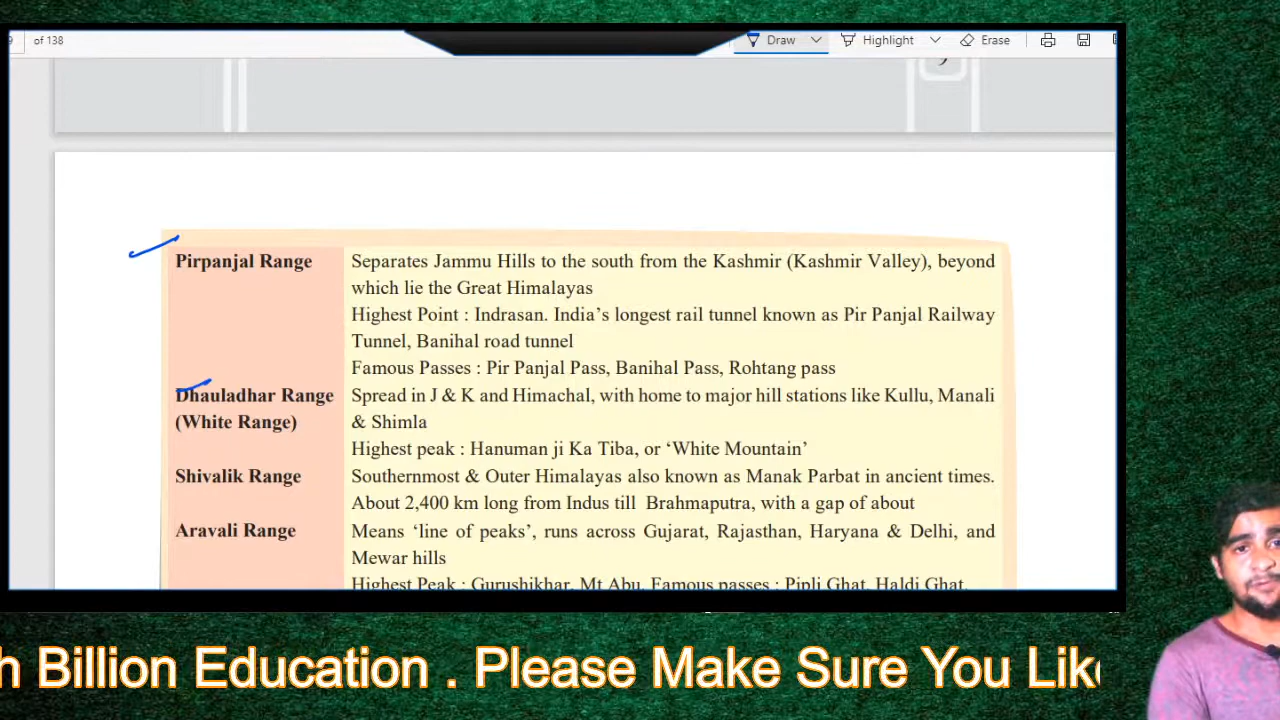 of 138
Draw
Highlight
Erase
Pirpanjal Range
Separates Jammu Hills to the south from the Kashmir (Kashmir Valley), beyond
which lie the Great Himalayas
Highest Point : Indrasan. India’s longest rail tunnel known as Pir Panjal Railway
Tunnel, Banihal road tunnel
Famous Passes : Pir Panjal Pass, Banihal Pass, Rohtang pass
Dhauladhar Range
(White Range)
Spread in J & K and Himachal, with home to major hill stations like Kullu, Manali
& Shimla
Highest peak : Hanuman ji Ka Tiba, or ‘White Mountain’
Shivalik Range
Southernmost & Outer Himalayas also known as Manak Parbat in ancient times.
About 2,400 km long from Indus till Brahmaputra, with a gap of about
Aravali Range
Means ‘line of peaks’, runs across Gujarat, Rajasthan, Haryana & Delhi, and
Mewar hills
Highest Peak : Gurushikhar, Mt Abu, Famous passes : Pipli Ghat, Haldi Ghat,
h Billion Education . Please Make Sure You Like